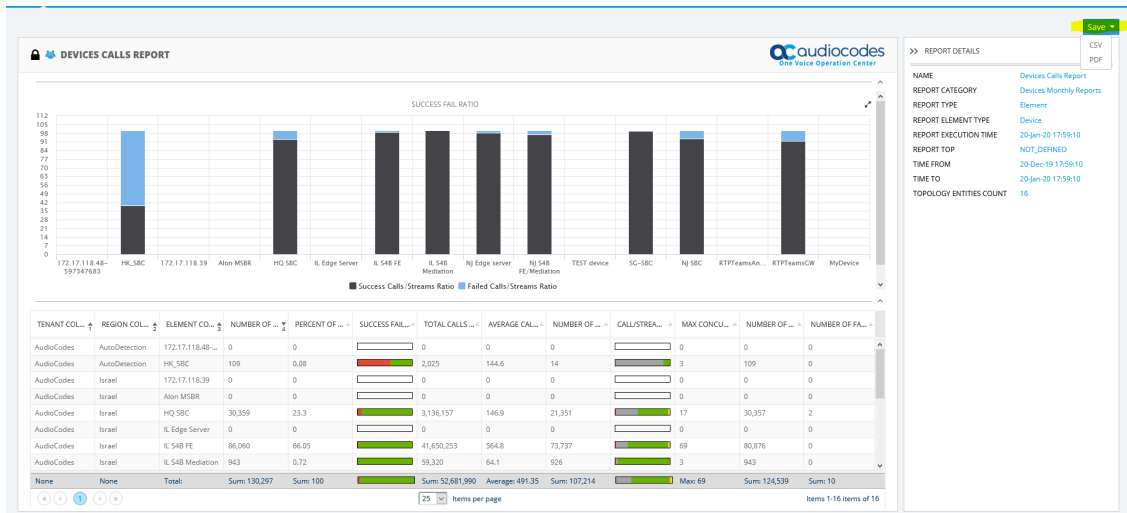 Save
CSV
PDF
DEVICES CALLS REPORT
audiocodes
One Voice Operation Center
SUCCESS FAIL RATIO
112
105
98
91
84
77
70
63
56
49
42
35
28
21
14
7
0
172.17.118.48-597347683 HK_SBC 172.17.118.39 Alon MSBR HQ SBC IL Edge Server IL S4B FE IL S4B Mediation NJ Edge server NJ S4B FE/Mediation TEST device SG-SBC NJ SBC RTPTeamsAn... RTPTeamsGW MyDevice
Success Calls/Streams Ratio Failed Calls/Streams Ratio
TENANT COL... 1 REGION COL... 2 ELEMENT CO... 3 NUMBER OF ... 4 PERCENT OF ... SUCCESS FAIL... TOTAL CALLS ... AVERAGE CAL... NUMBER OF ... CALL/STREA... MAX CONCU... NUMBER OF ... NUMBER OF FA...
AudioCodes AutoDetection 172.17.118.48-... 0 0 0 0 0 0 0 0
AudioCodes AutoDetection HK_SBC 109 0.08 2,025 144.6 14 3 109 0
AudioCodes Israel 172.17.118.39 0 0 0 0 0 0 0 0
AudioCodes Israel Alon MSBR 0 0 0 0 0 0 0 0
AudioCodes Israel HQ SBC 30,359 23.3 3,136,157 146.9 21,351 17 30,357 2
AudioCodes Israel IL Edge Server 0 0 0 0 0 0 0 0
AudioCodes Israel IL S4B FE 86,060 66.05 41,650,253 564.8 73,737 69 80,876 0
AudioCodes Israel IL S4B Mediation 943 0.72 59,320 64.1 926 3 943 0
None None Total: Sum: 130,297 Sum: 100 Sum: 52,681,990 Average: 491.35 Sum: 107,214 Max: 69 Sum: 124,539 Sum: 10
1
25 Items per page
Items 1-16 items of 16
REPORT DETAILS
NAME Devices Calls Report
REPORT CATEGORY Devices Monthly Reports
REPORT TYPE Element
REPORT ELEMENT TYPE Device
REPORT EXECUTION TIME 20-Jan-20 17:59:10
REPORT TOP NOT_DEFINED
TIME FROM 20-Dec-19 17:59:10
TIME TO 20-Jan-20 17:59:10
TOPOLOGY ENTITIES COUNT 16